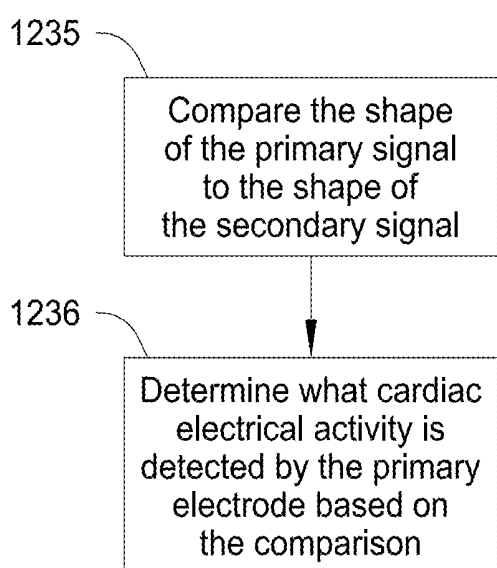 1235
Compare the shape
of the primary signal
to the shape of
the secondary signal
1236
Determine what cardiac
electrical activity is
detected by the primary
electrode based on
the comparison